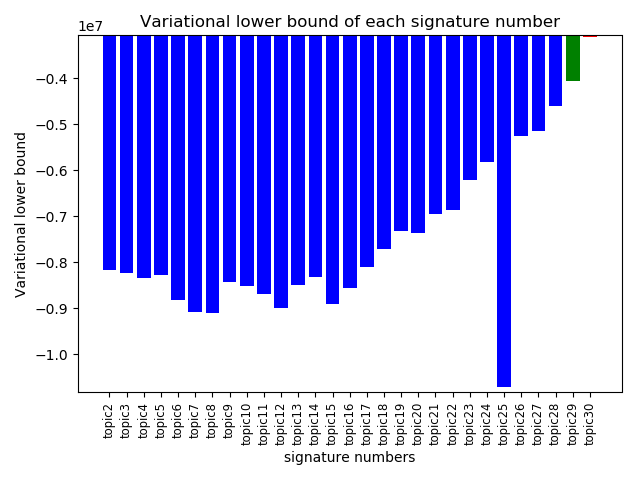 Variational lower bound of each signature number
1e7
−0.4
−0.5
−0.6
−0.7
−0.8
−0.9
−1.0
Variational lower bound
topic2
topic3
topic4
topic5
topic6
topic7
topic8
topic9
topic10
topic11
topic12
topic13
topic14
topic15
topic16
topic17
topic18
topic19
topic20
topic21
topic22
topic23
topic24
topic25
topic26
topic27
topic28
topic29
topic30
signature numbers